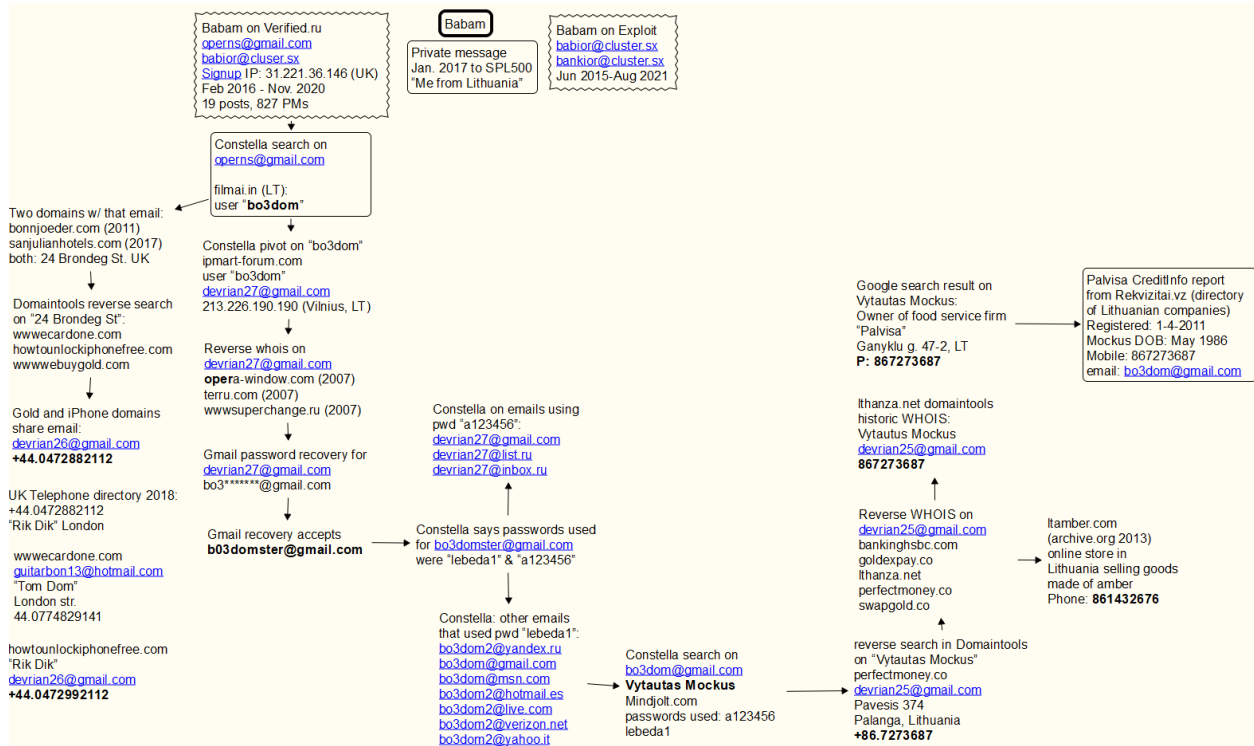 Babam on Verified.ru
operns@gmail.com
babior@cluser.sx
Signup IP: 31.221.36.146 (UK)
Feb 2016 - Nov. 2020
19 posts, 827 PMs
Babam
Private message
Jan. 2017 to SPL500
“Me from Lithuania”
Babam on Exploit
babior@cluster.sx
bankior@cluster.sx
Jun 2015-Aug 2021
Constella search on
operns@gmail.com
filmai.in (LT):
user “bo3dom”
Two domains w/ that email:
bonnjoeder.com (2011)
sanjulianhotels.com (2017)
both: 24 Brondeg St. UK
Domaintools reverse search
on “24 Brondeg St”:
wwwecardone.com
howtounlockiphonefree.com
wwwwebuygold.com
Gold and iPhone domains
share email:
devrian26@gmail.com
+44.0472882112
UK Telephone directory 2018:
+44.0472882112
“Rik Dik” London
wwwecardone.com
guitarbon13@hotmail.com
“Tom Dom”
London str.
44.0774829141
howtounlockiphonefree.com
“Rik Dik”
devrian26@gmail.com
+44.0472992112
Constella pivot on “bo3dom”
ipmart-forum.com
user “bo3dom”
devrian27@gmail.com
213.226.190.190 (Vilnius, LT)
Reverse whois on
devrian27@gmail.com
opera-window.com (2007)
terru.com (2007)
wwwsuperchange.ru (2007)
Gmail password recovery for
devrian27@gmail.com
bo3*******@gmail.com
Gmail recovery accepts
b03domster@gmail.com
Constella on emails using
pwd “a123456”:
devrian27@gmail.com
devrian27@list.ru
devrian27@inbox.ru
Constella says passwords used
for bo3domster@gmail.com
were “lebeda1” & “a123456”
Constella: other emails
that used pwd “lebeda1”:
bo3dom2@yandex.ru
bo3dom@gmail.com
bo3dom@msn.com
bo3dom2@hotmail.es
bo3dom2@live.com
bo3dom2@verizon.net
bo3dom2@yahoo.it
Constella search on
bo3dom@gmail.com
Vytautas Mockus
Mindjolt.com
passwords used: a123456
lebeda1
reverse search in Domaintools
on “Vytautas Mockus”
perfectmoney.co
devrian25@gmail.com
Pavesis 374
Palanga, Lithuania
+86.7273687
Reverse WHOIS on
devrian25@gmail.com
bankinghsbc.com
goldexpay.co
lthanza.net
perfectmoney.co
swapgold.co
ltamber.com
(archive.org 2013)
online store in
Lithuania selling goods
made of amber
Phone: 861432676
lthanza.net domaintools
historic WHOIS:
Vytautus Mockus
devrian25@gmail.com
867273687
Google search result on
Vytautas Mockus:
Owner of food service firm
“Palvisa”
Ganyklu g. 47-2, LT
P: 867273687
Palvisa CreditInfo report
from Rekvizitai.vz (directory
of Lithuanian companies)
Registered: 1-4-2011
Mockus DOB: May 1986
Mobile: 867273687
email: bo3dom@gmail.com